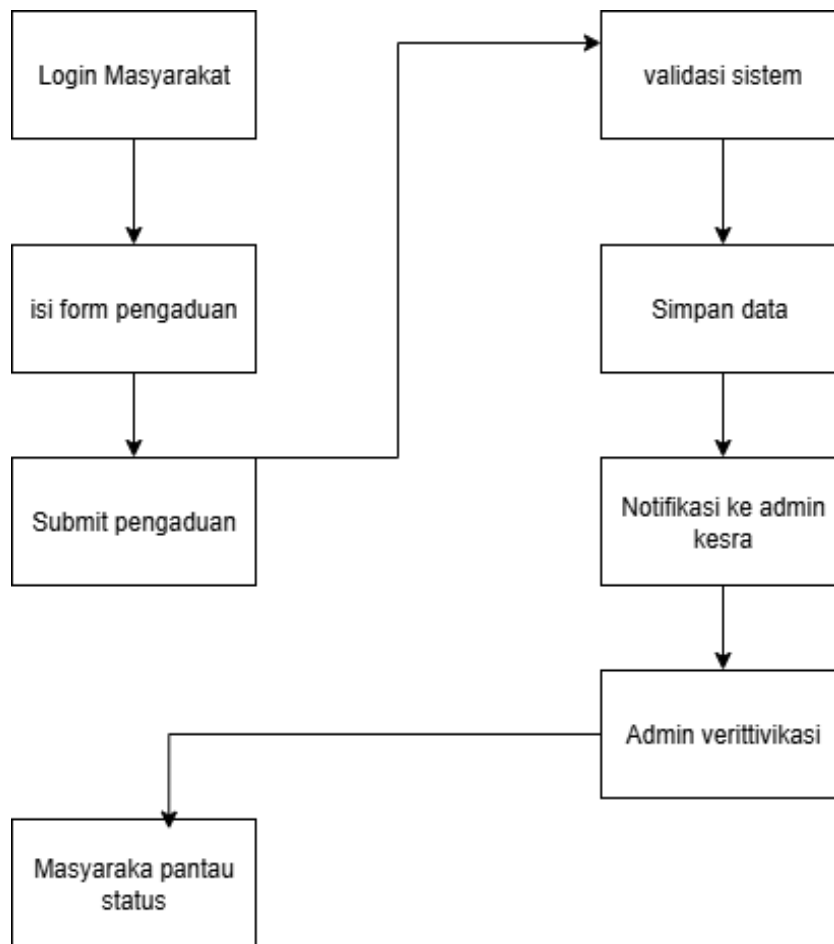 Login Masyarakat
isi form pengaduan
Submit pengaduan
validasi sistem
Simpan data
Notifikasi ke admin
kesra
Admin verittivikasi
Masyaraka pantau
status